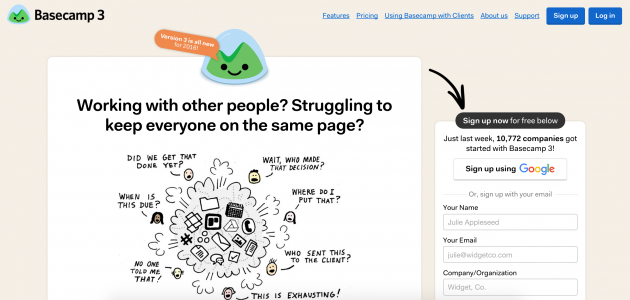 Basecamp 3
Features Pricing Using Basecamp with Clients About us Support Sign up Log in
Version 3 is all new
for 2016!
Working with other people? Struggling to
keep everyone on the same page?
DID WE GET THAT
DONE YET?
WAIT, WHO MADE
THAT DECISION?
WHEN IS
THIS DUE?
WHERE DO I
PUT THAT?
NO ONE
TOLD ME
THAT!
WHO SENT THIS
TO THE CLIENT?
THIS IS EXHAUSTING!
Sign up now for free below
Just last week, 10,772 companies got
started with Basecamp 3!
Sign up using Google
Or, sign up with your email
Your Name
Julie Appleseed
Your Email
julie@widgetco.com
Company/Organization
Widget, Co.